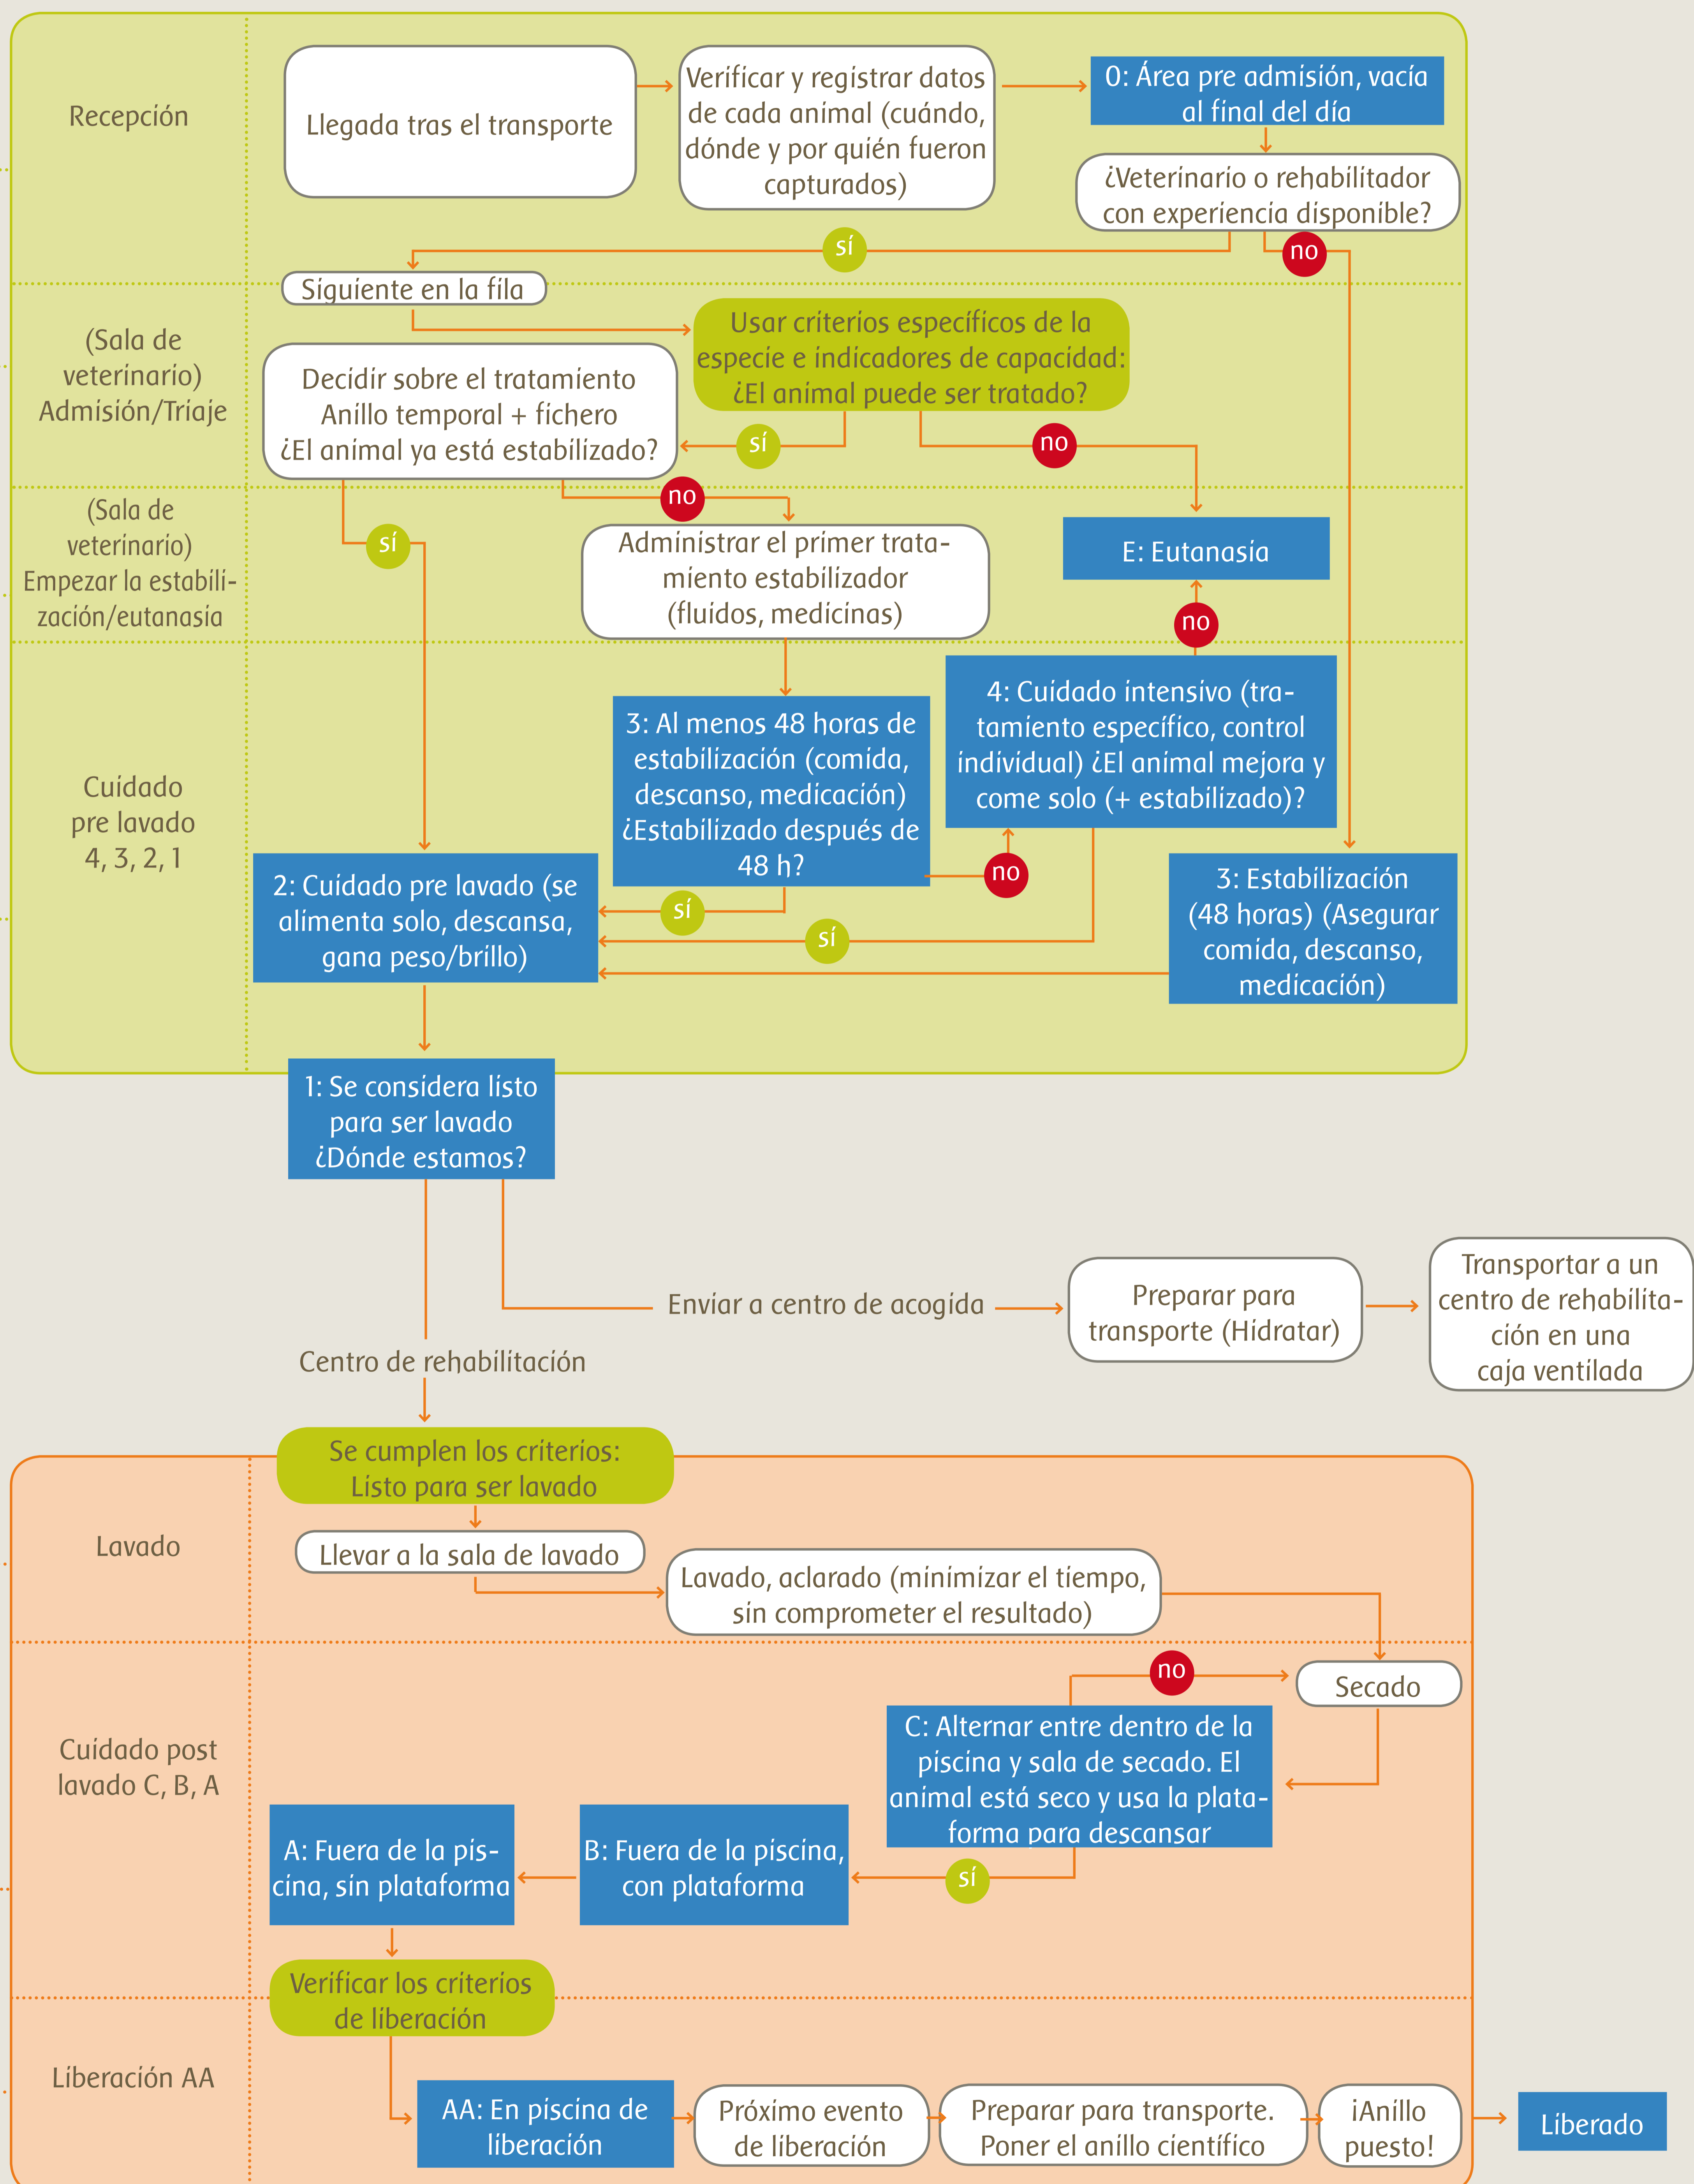 Recepción
Llegada tras el transporte
Verificar y registrar datos
de cada animal (cuándo,
dónde y por quién fueron
capturados)
0: Área pre admisión, vacía
al final del día
¿Veterinario o rehabilitador
con experiencia disponible?
sí
no
Siguiente en la fila
(Sala de
veterinario)
Admisión/Triaje
Usar criterios específicos de la
especie e indicadores de capacidad:
¿El animal puede ser tratado?
Decidir sobre el tratamiento
Anillo temporal + fichero
¿El animal ya está estabilizado?
sí
no
(Sala de
veterinario)
Empezar la estabili-
zación/eutanasia
no
sí
Administrar el primer trata-
miento estabilizador
(fluidos, medicinas)
E: Eutanasia
no
Cuidado
pre lavado
4, 3, 2, 1
4: Cuidado intensivo (tra-
tamiento específico, control
individual) ¿El animal mejora y
come solo (+ estabilizado)?
3: Al menos 48 horas de
estabilización (comida,
descanso, medicación)
¿Estabilizado después de
48 h?
no
sí
sí
2: Cuidado pre lavado (se
alimenta solo, descansa,
gana peso/brillo)
3: Estabilización
(48 horas) (Asegurar
comida, descanso,
medicación)
1: Se considera listo
para ser lavado
¿Dónde estamos?
Enviar a centro de acogida
Preparar para
transporte (Hidratar)
Transportar a un
centro de rehabilita-
ción en una
caja ventilada
Centro de rehabilitación
Se cumplen los criterios:
Listo para ser lavado
Lavado
Llevar a la sala de lavado
Lavado, aclarado (minimizar el tiempo,
sin comprometer el resultado)
no
Secado
Cuidado post
lavado C, B, A
C: Alternar entre dentro de la
piscina y sala de secado. El
animal está seco y usa la plata-
forma para descansar
sí
B: Fuera de la piscina,
con plataforma
A: Fuera de la pis-
cina, sin plataforma
Verificar los criterios
de liberación
Liberación AA
AA: En piscina de
liberación
Próximo evento
de liberación
Preparar para transporte.
Poner el anillo científico
¡Anillo
puesto!
Liberado